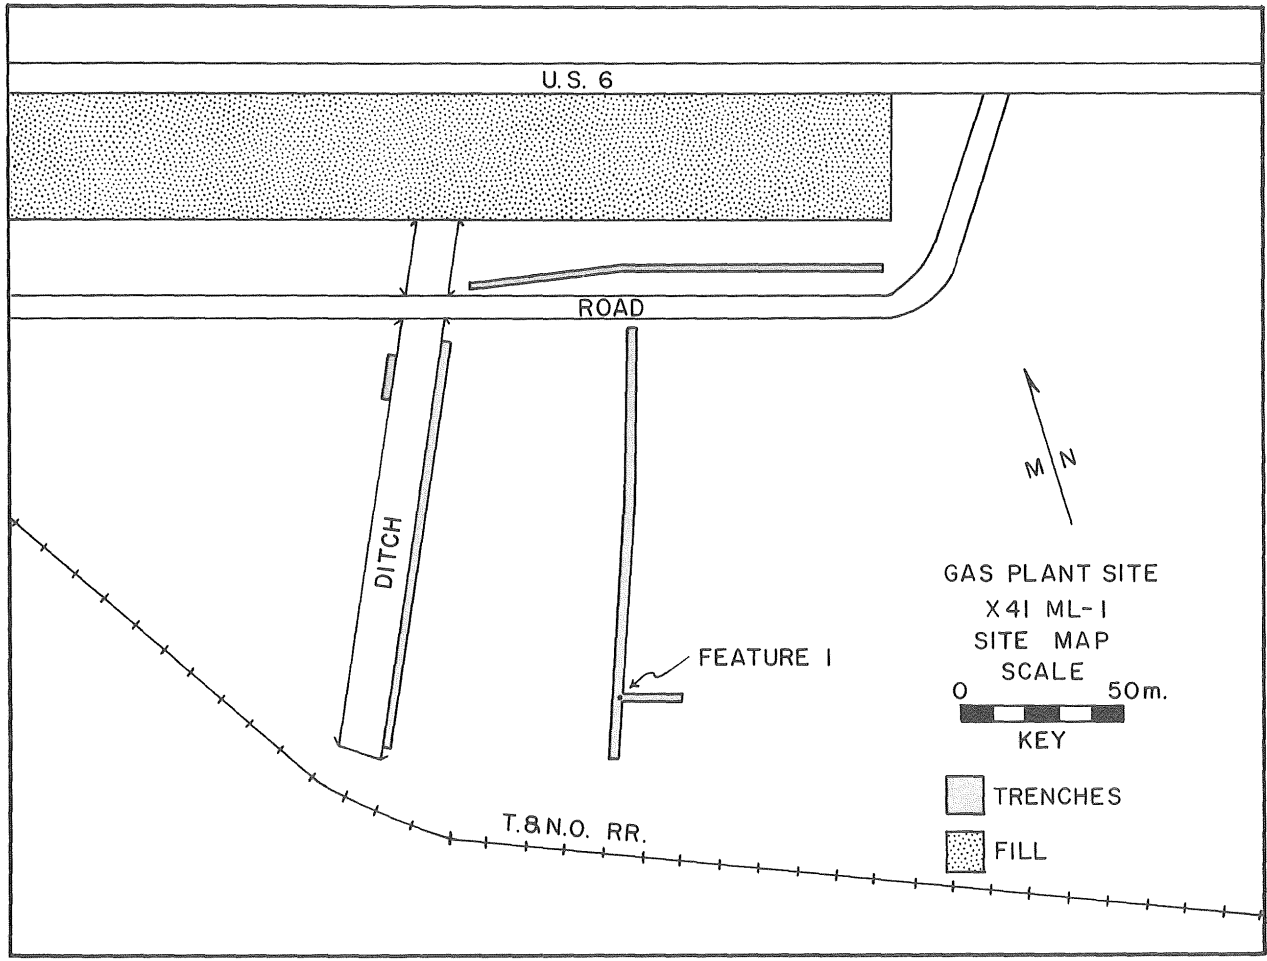 U.S. 6
ROAD
M N
DITCH
GAS PLANT SITE
X41 ML-1
SITE MAP
SCALE
0 50m.
KEY
FEATURE 1
TRENCHES
FILL
T.&N.O. RR.